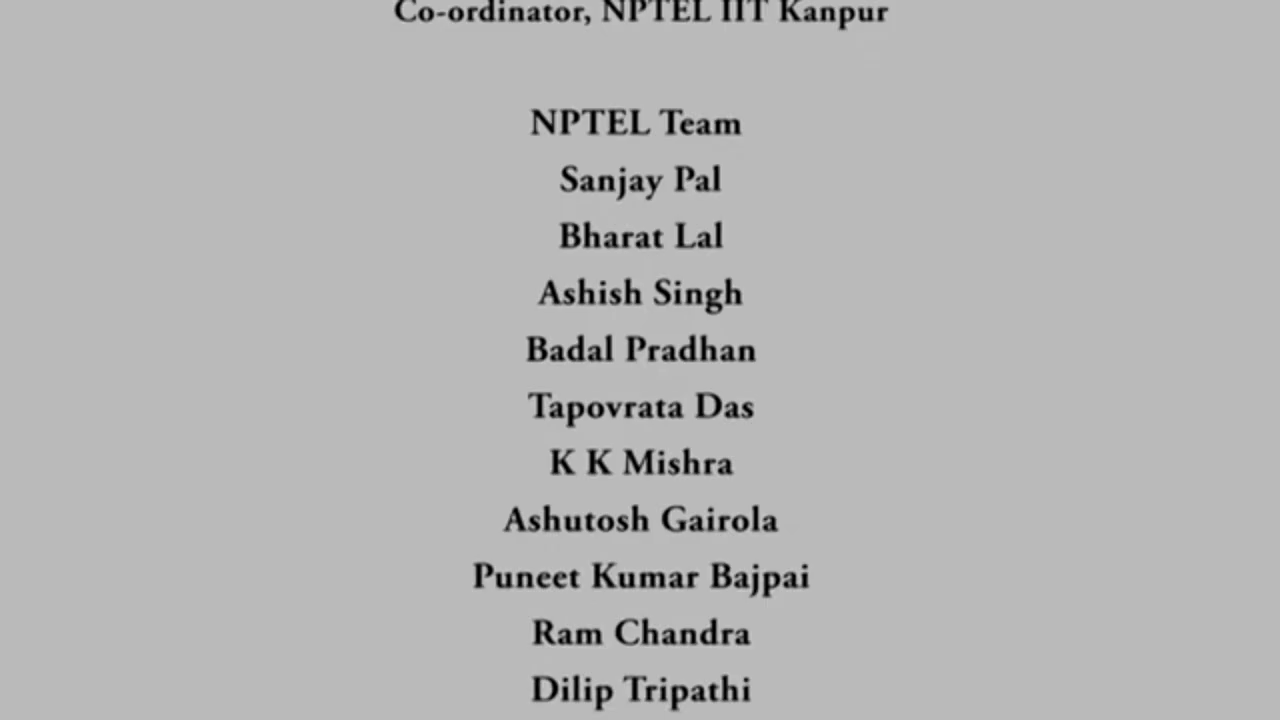 Co-ordinator, NPTEL IIT Kanpur
NPTEL Team
Sanjay Pal
Bharat Lal
Ashish Singh
Badal Pradhan
Tapovrata Das
K K Mishra
Ashutosh Gairola
Puneet Kumar Bajpai
Ram Chandra
Dilip Tripathi